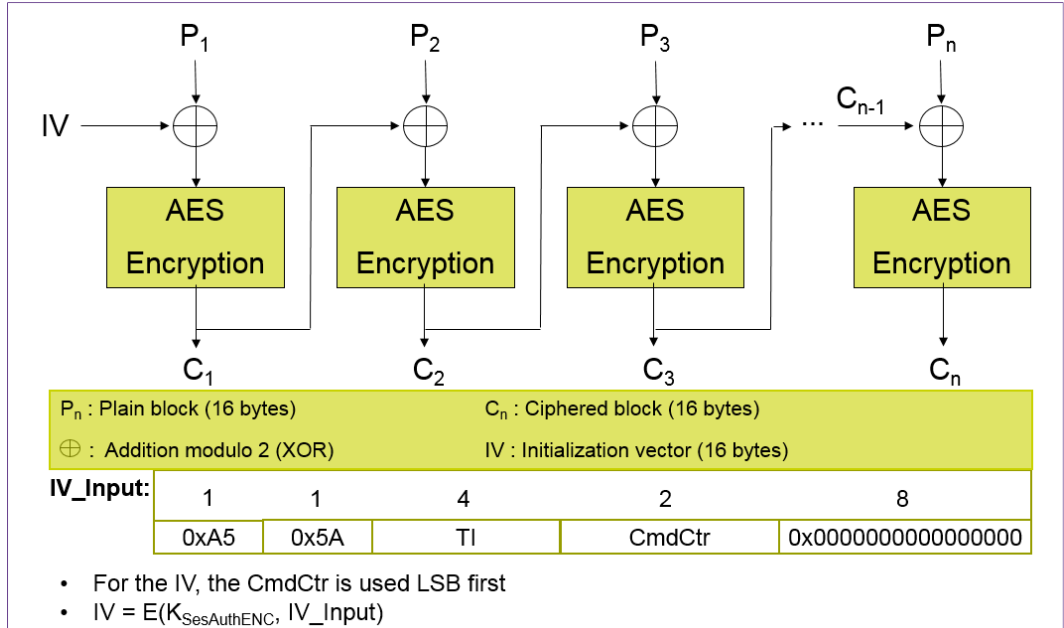 P1 P2 P3 Pn
IV ... Cn-1
AES AES AES AES
Encryption Encryption Encryption Encryption
C1 C2 C3 Cn
Pn : Plain block (16 bytes) Cn : Ciphered block (16 bytes)
⊕ : Addition modulo 2 (XOR) IV : Initialization vector (16 bytes)
IV_Input: 1 1 4 2 8
0xA5 0x5A TI CmdCtr 0x0000000000000000
• For the IV, the CmdCtr is used LSB first
• IV = E(KSesAuthENC, IV_Input)